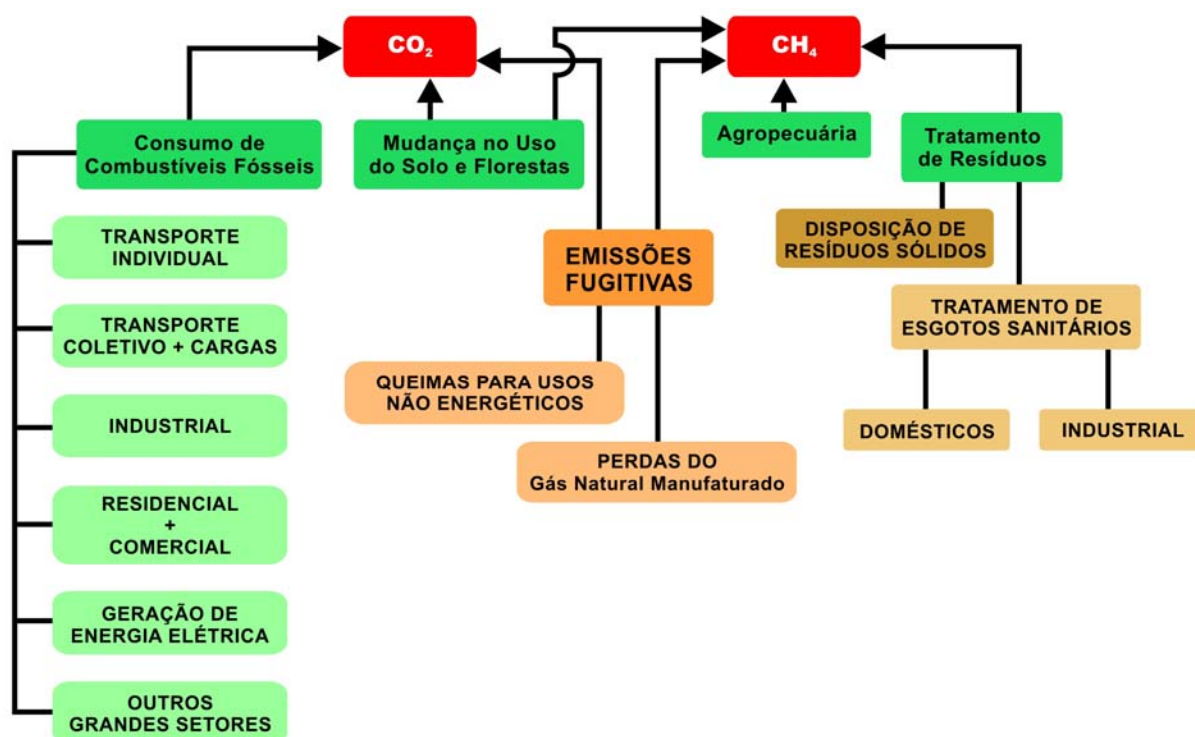 CO₂
CH₄
Consumo de
Combustíveis Fósseis
Mudança no Uso
do Solo e Florestas
Agropecuária
Tratamento
de Resíduos
TRANSPORTE
INDIVIDUAL
TRANSPORTE
COLETIVO + CARGAS
INDUSTRIAL
RESIDENCIAL
+
COMERCIAL
GERAÇÃO DE
ENERGIA ELÉTRICA
OUTROS
GRANDES SETORES
EMISSÕES
FUGITIVAS
QUEIMAS PARA USOS
NÃO ENERGÉTICOS
PERDAS DO
Gás Natural Manufaturado
DISPOSIÇÃO DE
RESÍDUOS SÓLIDOS
TRATAMENTO DE
ESGOTOS SANITÁRIOS
DOMÉSTICOS
INDUSTRIAL